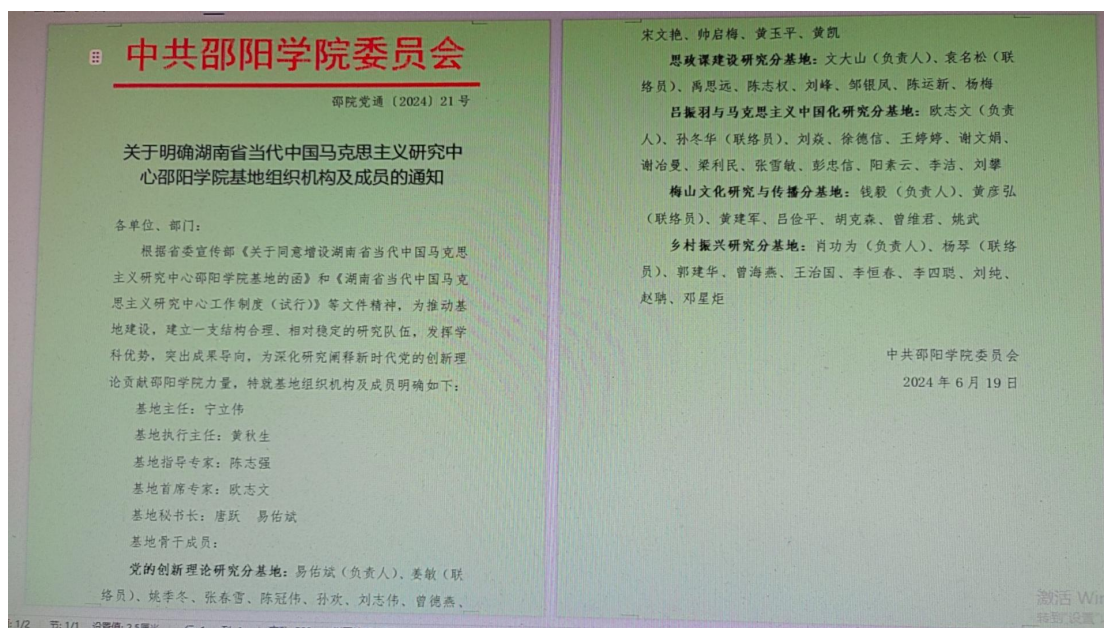 中共邵阳学院委员会
邵院党通〔2024〕21号
关于明确湖南省当代中国马克思主义研究中
心邵阳学院基地组织机构及成员的通知
各单位、部门：
根据省委宣传部《关于同意增设湖南省当代中国马克思
主义研究中心邵阳学院基地的函》和《湖南省当代中国马克
思主义研究中心工作制度（试行）》等文件精神，为推动基
地建设，建立一支结构合理、相对稳定的研究队伍，发挥学
科优势，突出成果导向，为深化研究阐释新时代党的创新理
论贡献邵阳学院力量，特就基地组织机构及成员明确如下：
基地主任：宁立伟
基地执行主任：黄秋生
基地指导专家：陈志强
基地首席专家：欧志文
基地秘书长：唐跃 易佑斌
基地骨干成员：
党的创新理论研究分基地：易佑斌（负责人）、姜敏（联
络员）、姚季冬、张春雪、陈冠伟、孙欢、刘志伟、曾德燕、
宋文艳、帅启梅、黄玉平、黄凯
思政课建设研究分基地：文大山（负责人）、袁名松（联
络员）、禹思远、陈志权、刘峰、邹银凤、陈运新、杨梅
吕振羽与马克思主义中国化研究分基地：欧志文（负责
人）、孙冬华（联络员）、刘焱、徐德信、王婷婷、谢文娟、
谢冶曼、梁利民、张雪敏、彭忠信、阳素云、李洁、刘攀
梅山文化研究与传播分基地：钱毅（负责人）、黄彦弘
（联络员）、黄建军、吕俭平、胡克森、曾维君、姚武
乡村振兴研究分基地：肖功为（负责人）、杨琴（联络
员）、郭建华、曾海燕、王治国、李恒春、李四聪、刘纯、
赵聃、邓星炬
中共邵阳学院委员会
2024年6月19日
激活 Win
转到"设置"
1/2 节: 1/1 设置值: 2.5厘米